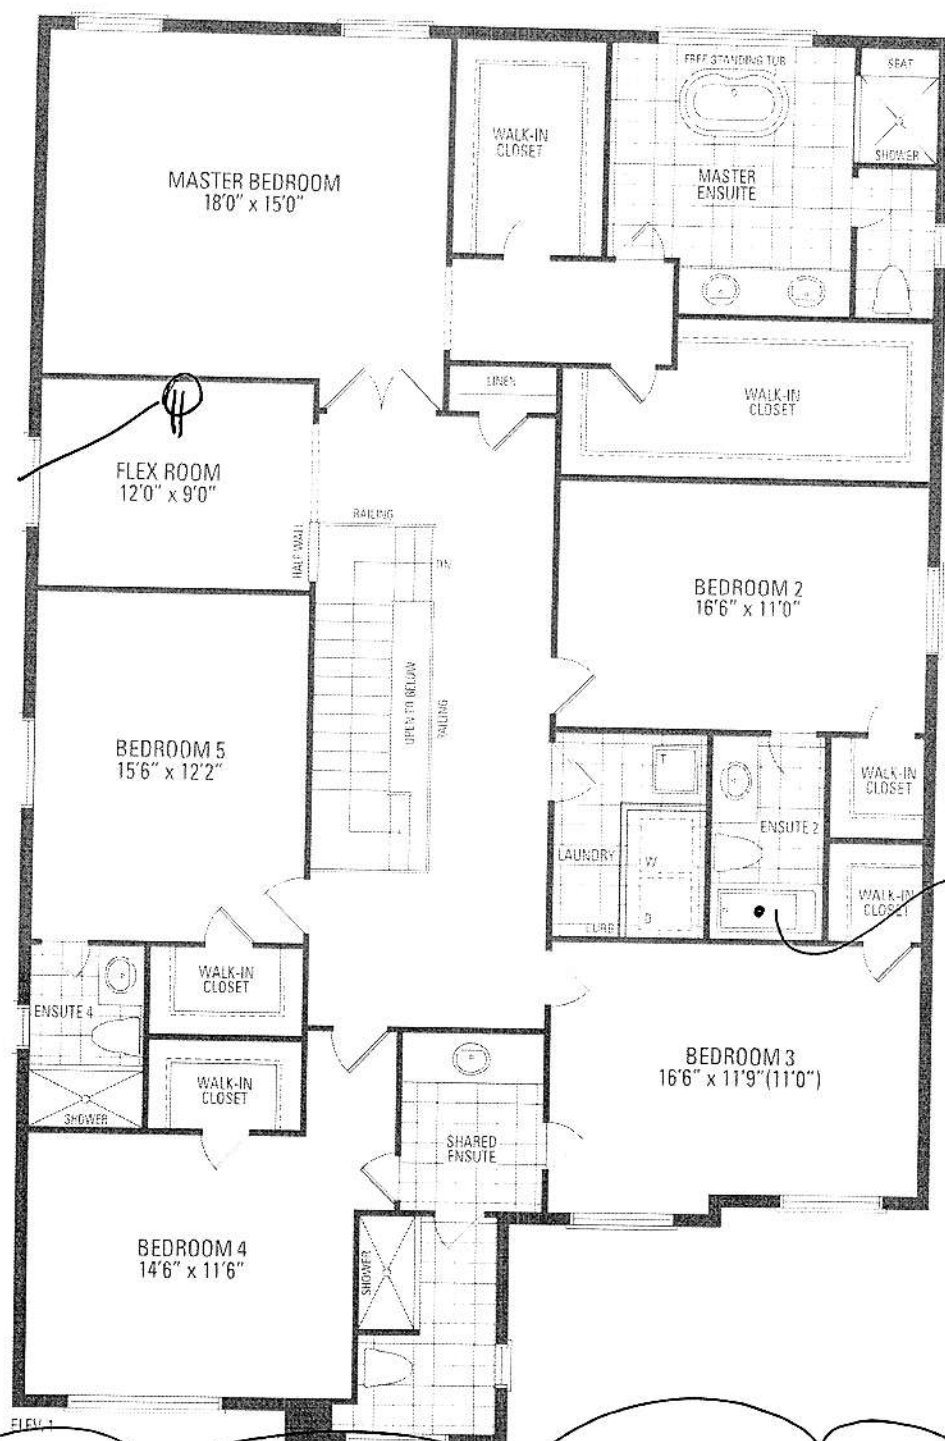 FREE STANDING TUB
SEAT
WALK-IN
CLOSET
SHOWER
MASTER BEDROOM
18'0" x 15'0"
MASTER
ENSUITE
LINEN
WALK-IN
CLOSET
FLEX ROOM
12'0" x 9'0"
RAILING
HALF WALL
DN
BEDROOM 2
16'6" x 11'0"
OPEN TO BELOW
RAILING
BEDROOM 5
15'6" x 12'2"
T
WALK-IN
CLOSET
ENSUITE 2
LAUNDRY
W
WALK-IN
CLOSET
D
CURB
WALK-IN
CLOSET
ENSUITE 4
BEDROOM 3
16'6" x 11'9"(11'0")
WALK-IN
CLOSET
SHOWER
SHARED
ENSUITE
BEDROOM 4
14'6" x 11'6"
SHOWER
ELEV. 1